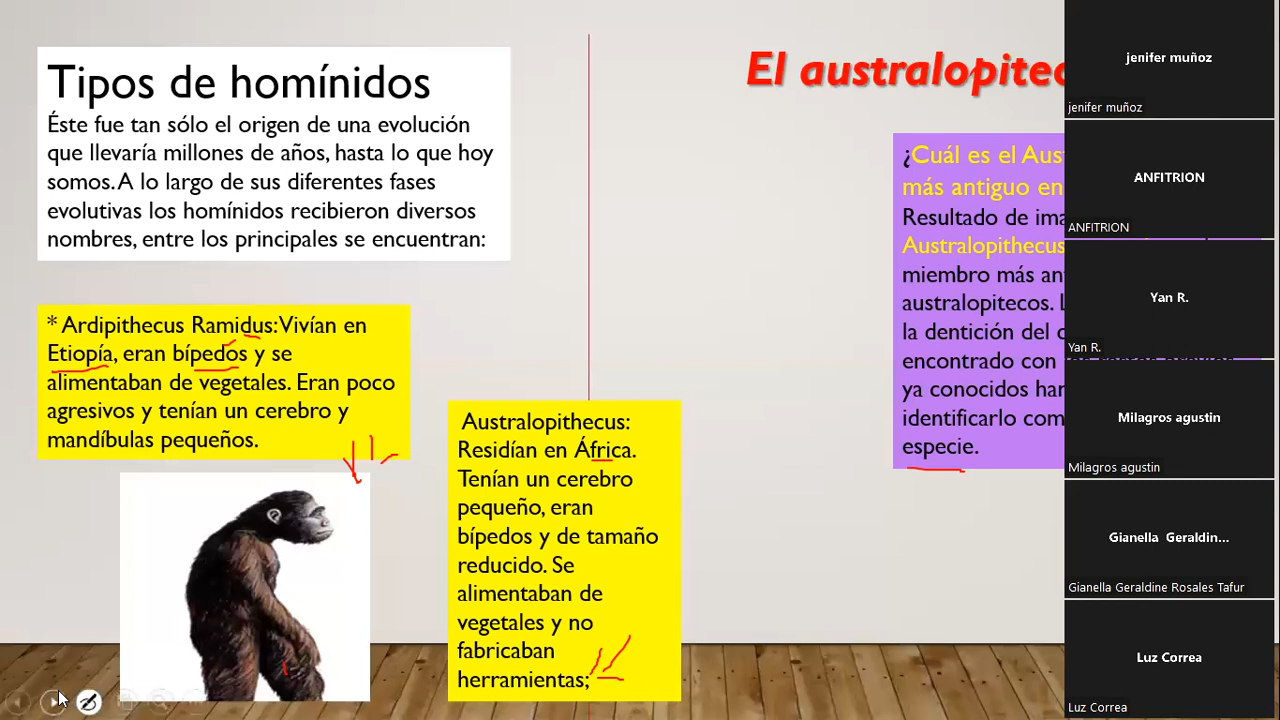 Tipos de homínidos
Éste fue tan sólo el origen de una evolución
que llevaría millones de años, hasta lo que hoy
somos. A lo largo de sus diferentes fases
evolutivas los homínidos recibieron diversos
nombres, entre los principales se encuentran:
* Ardipithecus Ramidus: Vivían en
Etiopía, eran bípedos y se
alimentaban de vegetales. Eran poco
agresivos y tenían un cerebro y
mandíbulas pequeños.
Australopithecus:
Residían en África.
Tenían un cerebro
pequeño, eran
bípedos y de tamaño
reducido. Se
alimentaban de
vegetales y no
fabricaban
herramientas;
El australopitec
¿Cuál es el Aus
más antiguo en
Resultado de ima
Australopithecus
miembro más an
australopitecos. L
la dentición del c
encontrado con
ya conocidos han
identificarlo com
especie.
jenifer muñoz
jenifer muñoz
ANFITRION
ANFITRION
Yan R.
Yan R.
Milagros agustin
Milagros agustin
Gianella Geraldin...
Gianella Geraldine Rosales Tafur
Luz Correa
Luz Correa